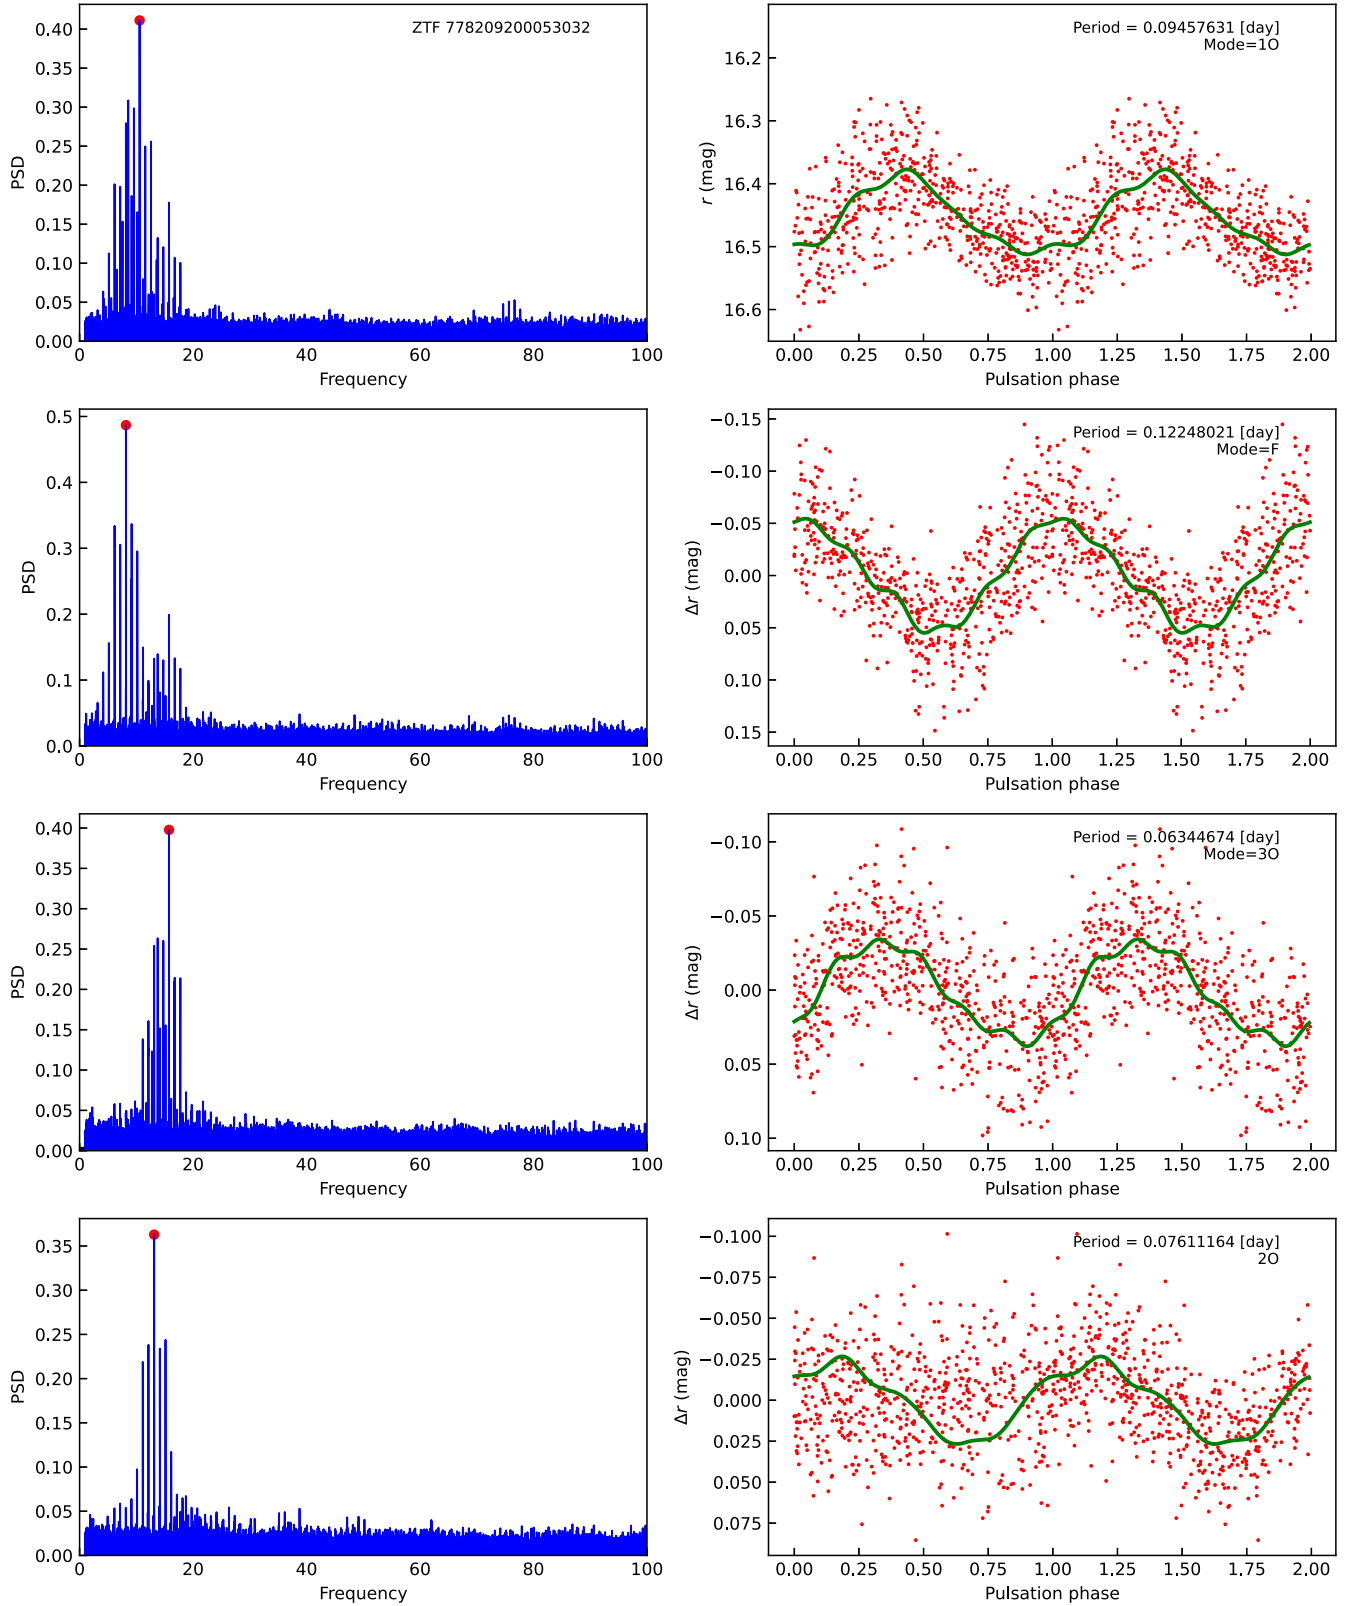 ZTF 778209200053032
PSD
0.40
0.35
0.30
0.25
0.20
0.15
0.10
0.05
0.00
0 20 40 60 80 100
Frequency
Period = 0.09457631 [day]
Mode=1O
r (mag)
16.2
16.3
16.4
16.5
16.6
0.00 0.25 0.50 0.75 1.00 1.25 1.50 1.75 2.00
Pulsation phase
PSD
0.5
0.4
0.3
0.2
0.1
0.0
0 20 40 60 80 100
Frequency
Period = 0.12248021 [day]
Mode=F
Δr (mag)
−0.15
−0.10
−0.05
0.00
0.05
0.10
0.15
0.00 0.25 0.50 0.75 1.00 1.25 1.50 1.75 2.00
Pulsation phase
PSD
0.40
0.35
0.30
0.25
0.20
0.15
0.10
0.05
0.00
0 20 40 60 80 100
Frequency
Period = 0.06344674 [day]
Mode=3O
Δr (mag)
−0.10
−0.05
0.00
0.05
0.10
0.00 0.25 0.50 0.75 1.00 1.25 1.50 1.75 2.00
Pulsation phase
PSD
0.35
0.30
0.25
0.20
0.15
0.10
0.05
0.00
0 20 40 60 80 100
Frequency
Period = 0.07611164 [day]
2O
Δr (mag)
−0.100
−0.075
−0.050
−0.025
0.000
0.025
0.050
0.075
0.00 0.25 0.50 0.75 1.00 1.25 1.50 1.75 2.00
Pulsation phase